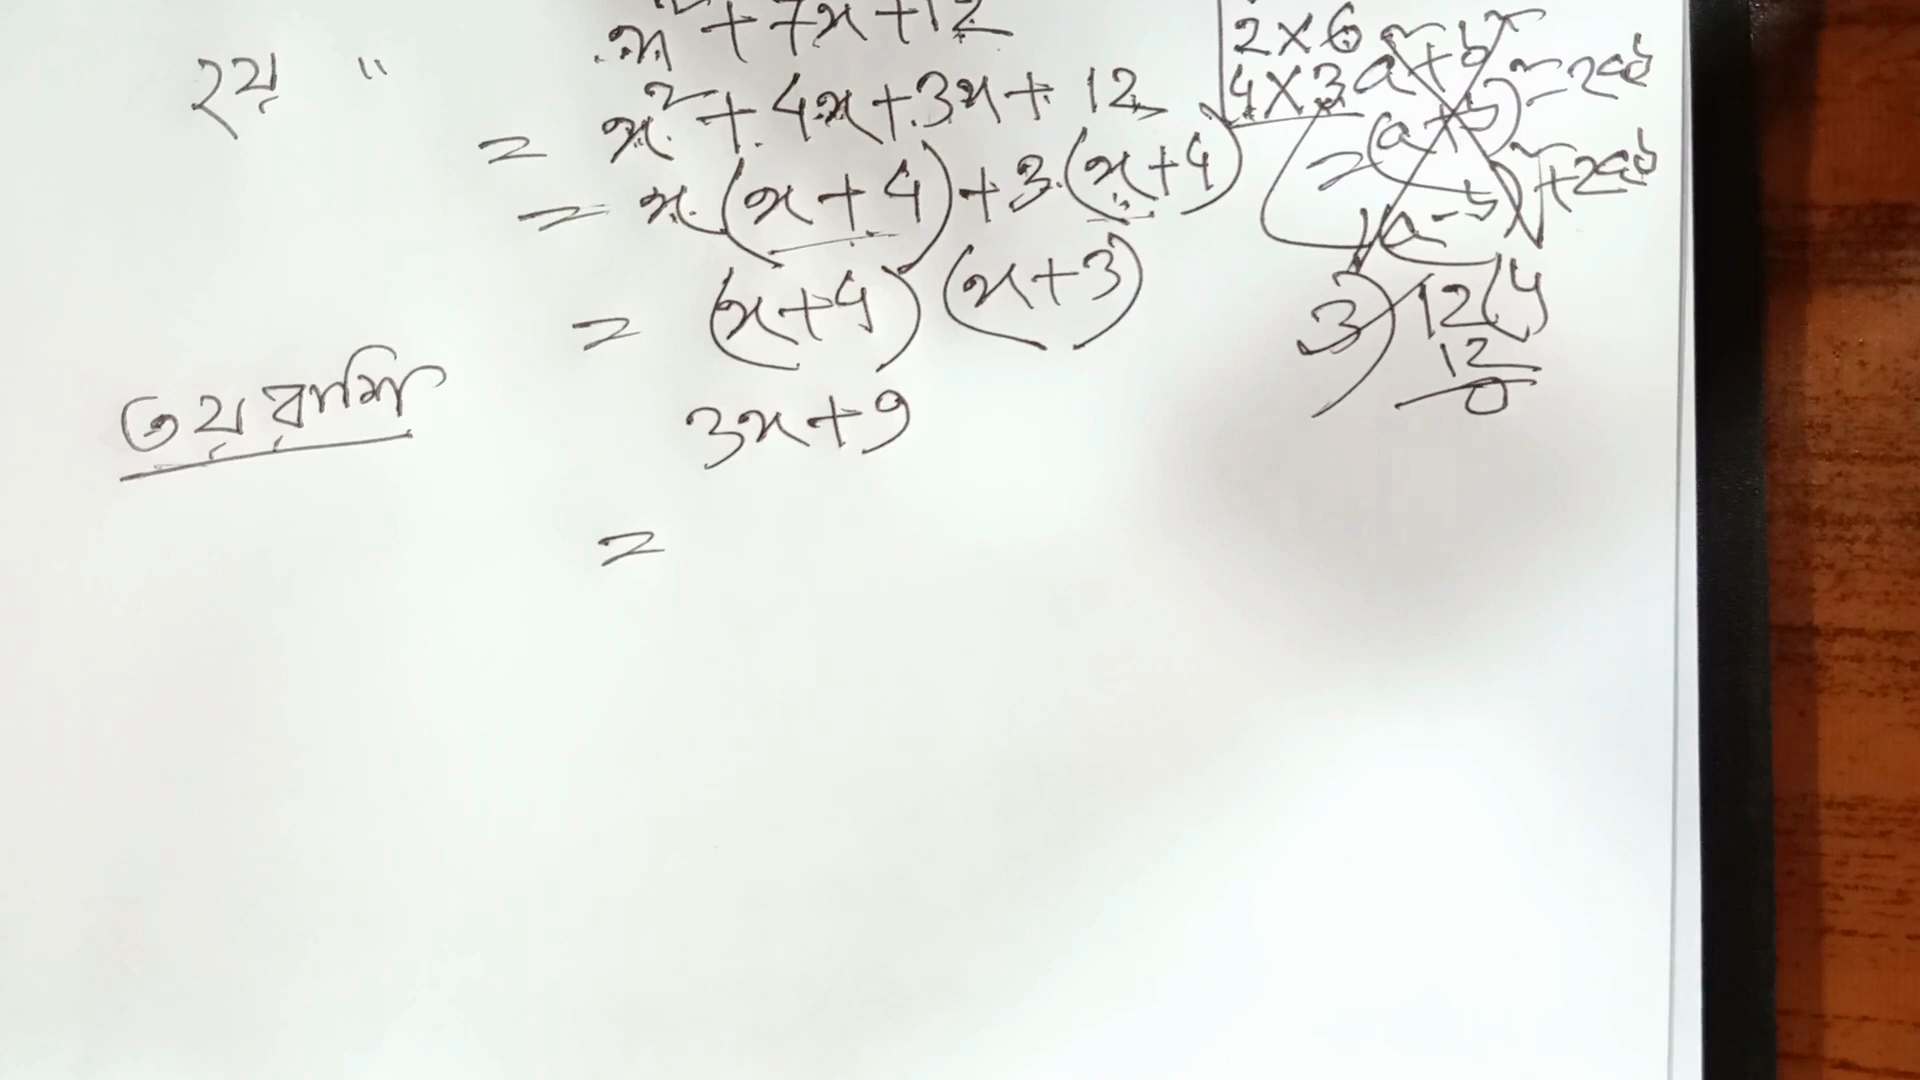 ২য় " x² + 7x + 12
= x² + 4x + 3x + 12
= x(x + 4) + 3(x + 4)
= (x + 4) (x + 3)
৩য় রাশি 3x + 9
=
2 × 6
4 × 3
3) 12 (4
12
0